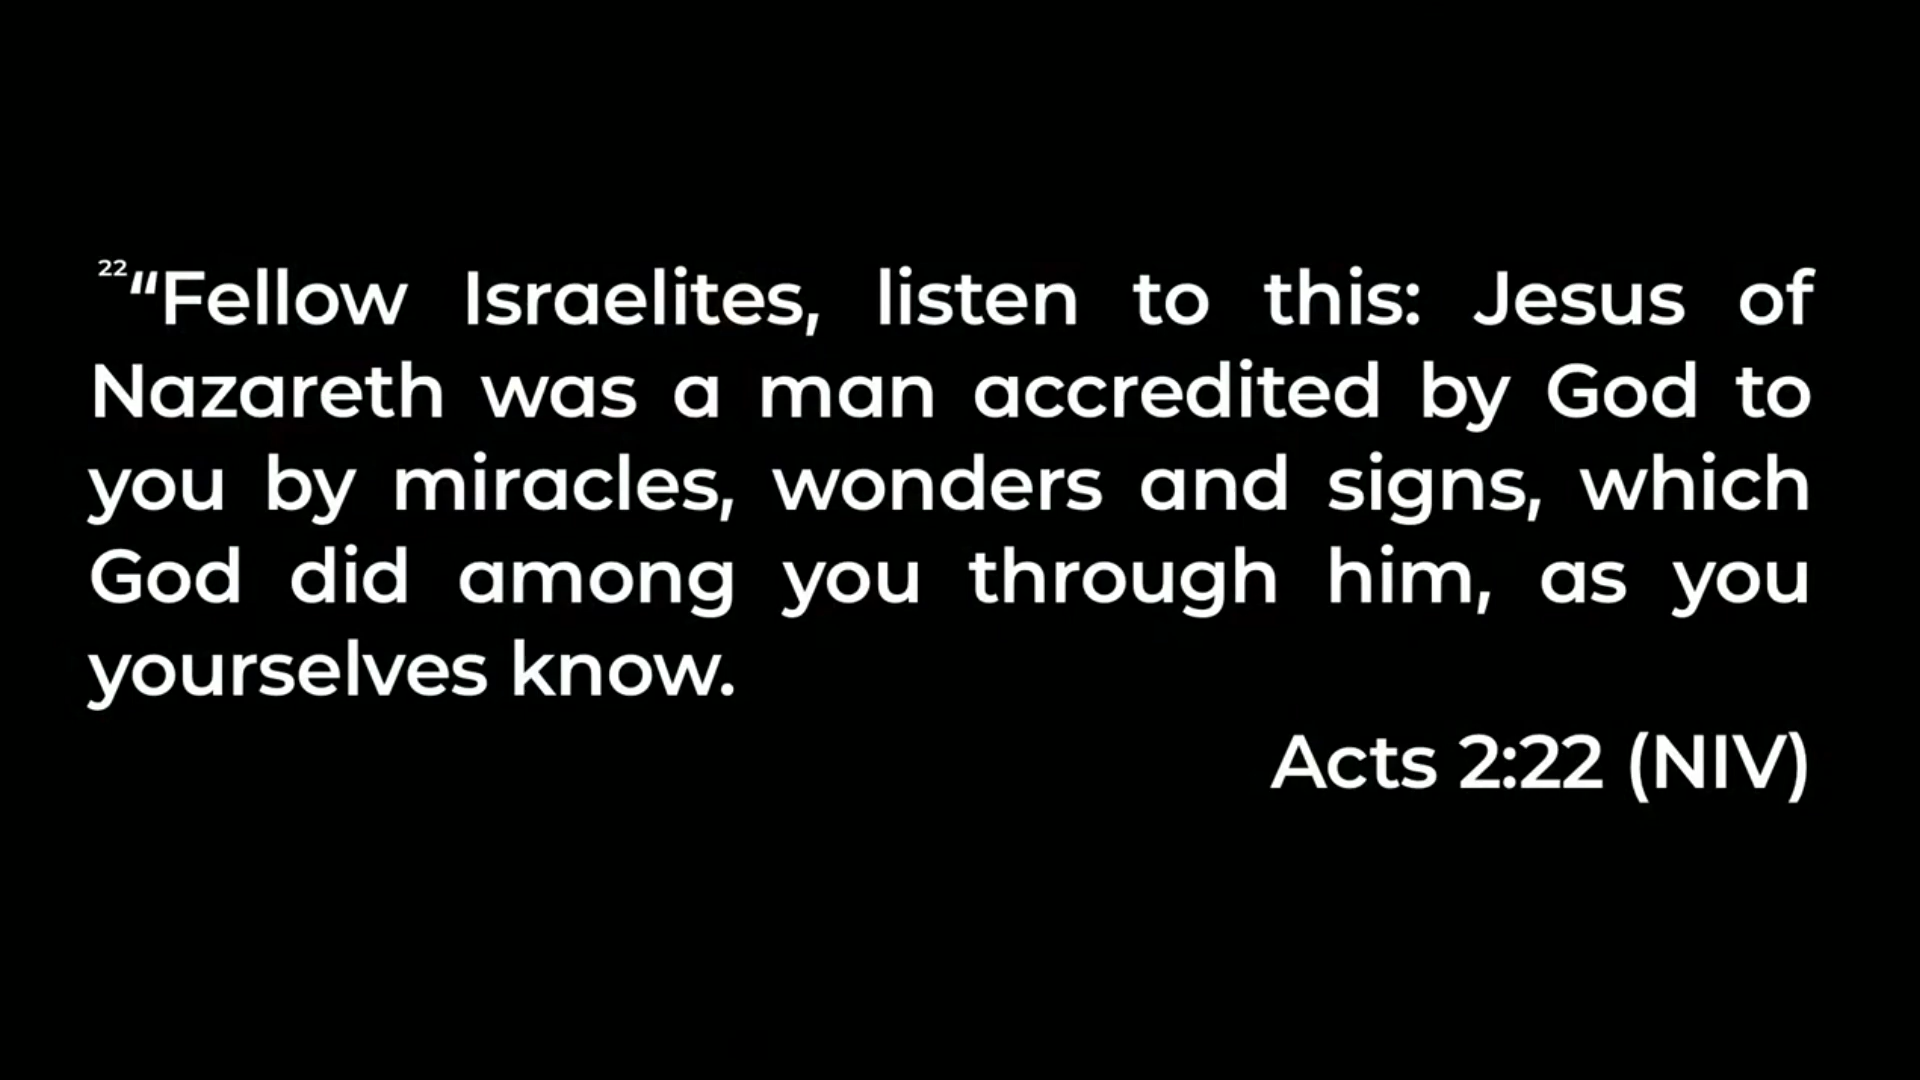 22“Fellow Israelites, listen to this: Jesus of
Nazareth was a man accredited by God to
you by miracles, wonders and signs, which
God did among you through him, as you
yourselves know.
Acts 2:22 (NIV)